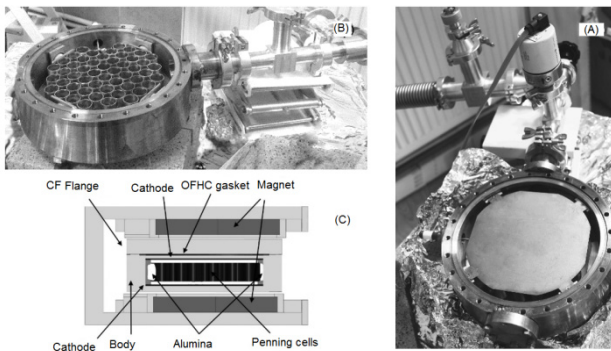 (B)
(A)
CF Flange Cathode OFHC gasket Magnet
(C)
Cathode Body Alumina Penning cells